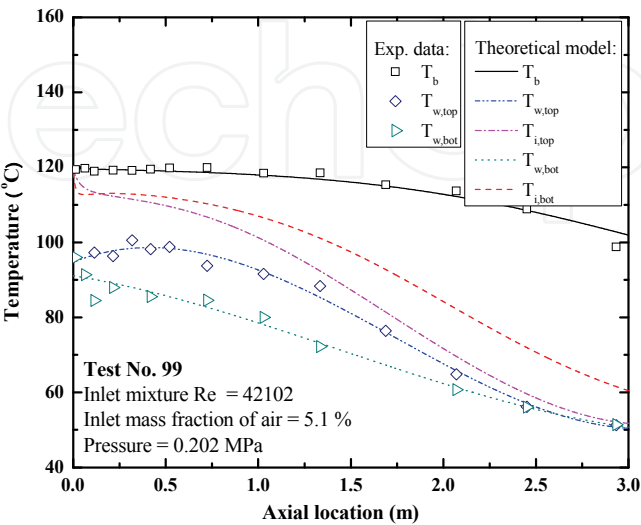 Exp. data:
T_b
T_w,top
T_w,bot
Theoretical model:
T_b
T_w,top
T_i,top
T_w,bot
T_i,bot
160
140
120
100
80
60
40
Temperature (°C)
Test No. 99
Inlet mixture Re = 42102
Inlet mass fraction of air = 5.1 %
Pressure = 0.202 MPa
0.0 0.5 1.0 1.5 2.0 2.5 3.0
Axial location (m)